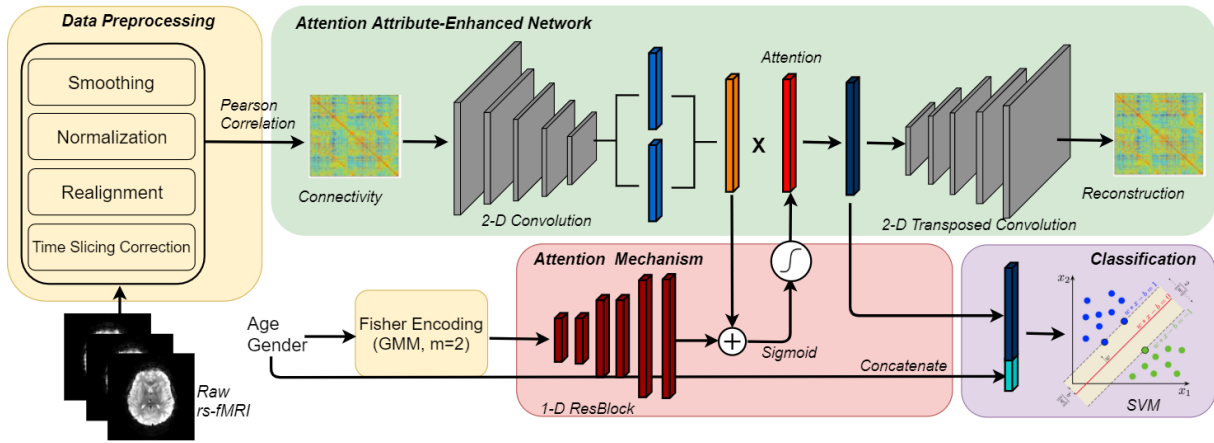 Data Preprocessing
Smoothing
Normalization
Realignment
Time Slicing Correction
Raw
rs-fMRI
Pearson
Correlation
Attention Attribute-Enhanced Network
Connectivity
2-D Convolution
X
Attention
2-D Transposed Convolution
Reconstruction
Age
Gender
Fisher Encoding
(GMM, m=2)
Attention Mechanism
1-D ResBlock
+
Sigmoid
Concatenate
Classification
x₂
x₁
SVM